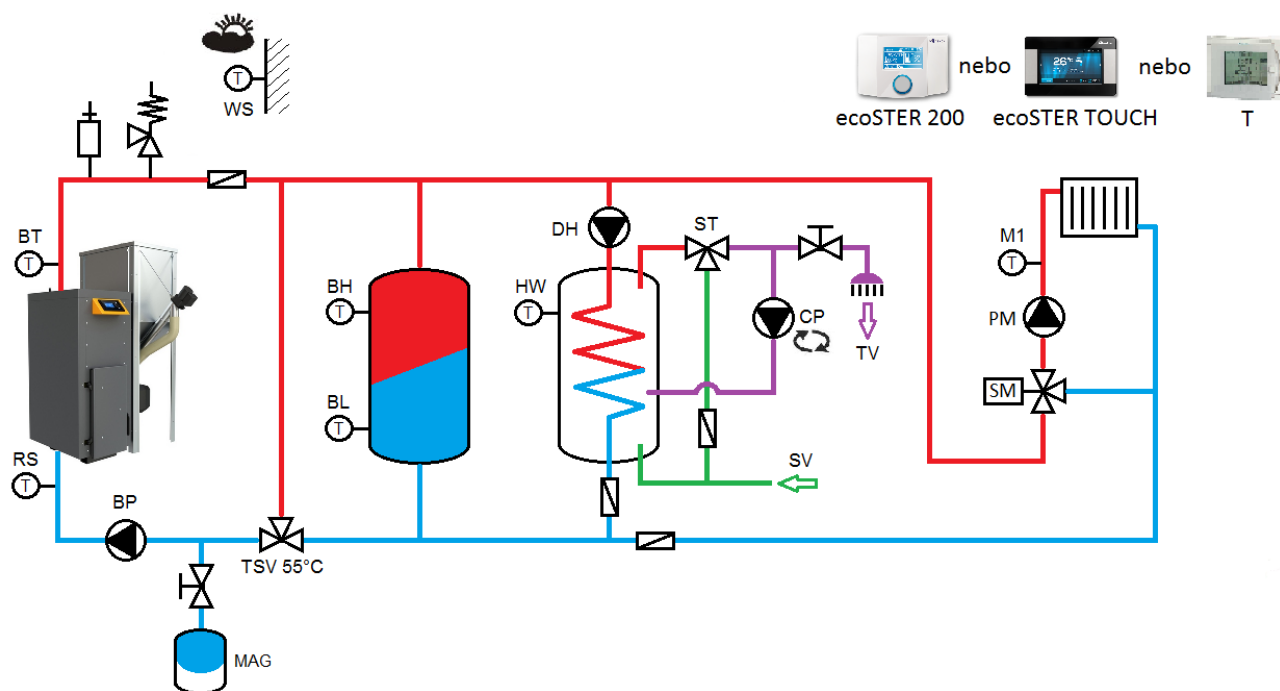 T
WS
nebo
nebo
ecoSTER 200
ecoSTER TOUCH
T
BT
T
DH
ST
M1
T
BH
T
HW
T
CP
PM
TV
SM
BL
T
RS
T
SV
BP
TSV 55°C
MAG